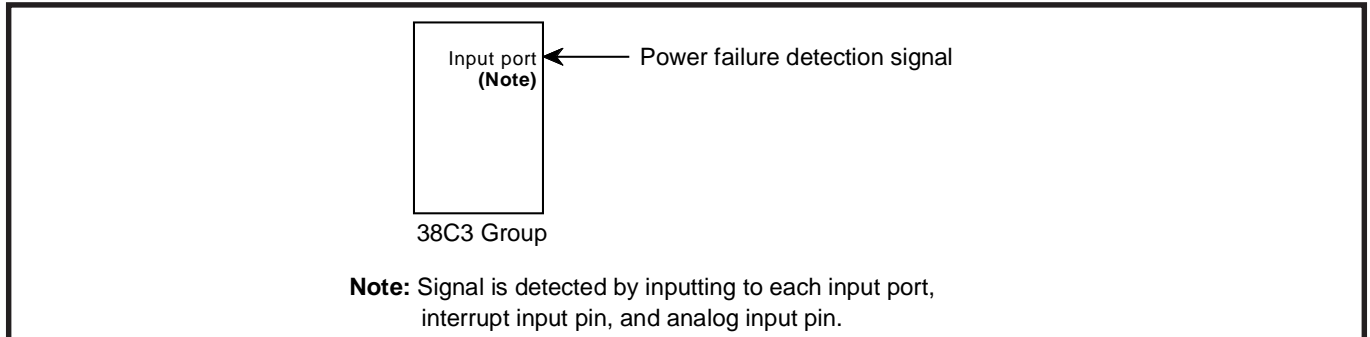 Input port
(Note)
Power failure detection signal
38C3 Group
Note: Signal is detected by inputting to each input port,
interrupt input pin, and analog input pin.